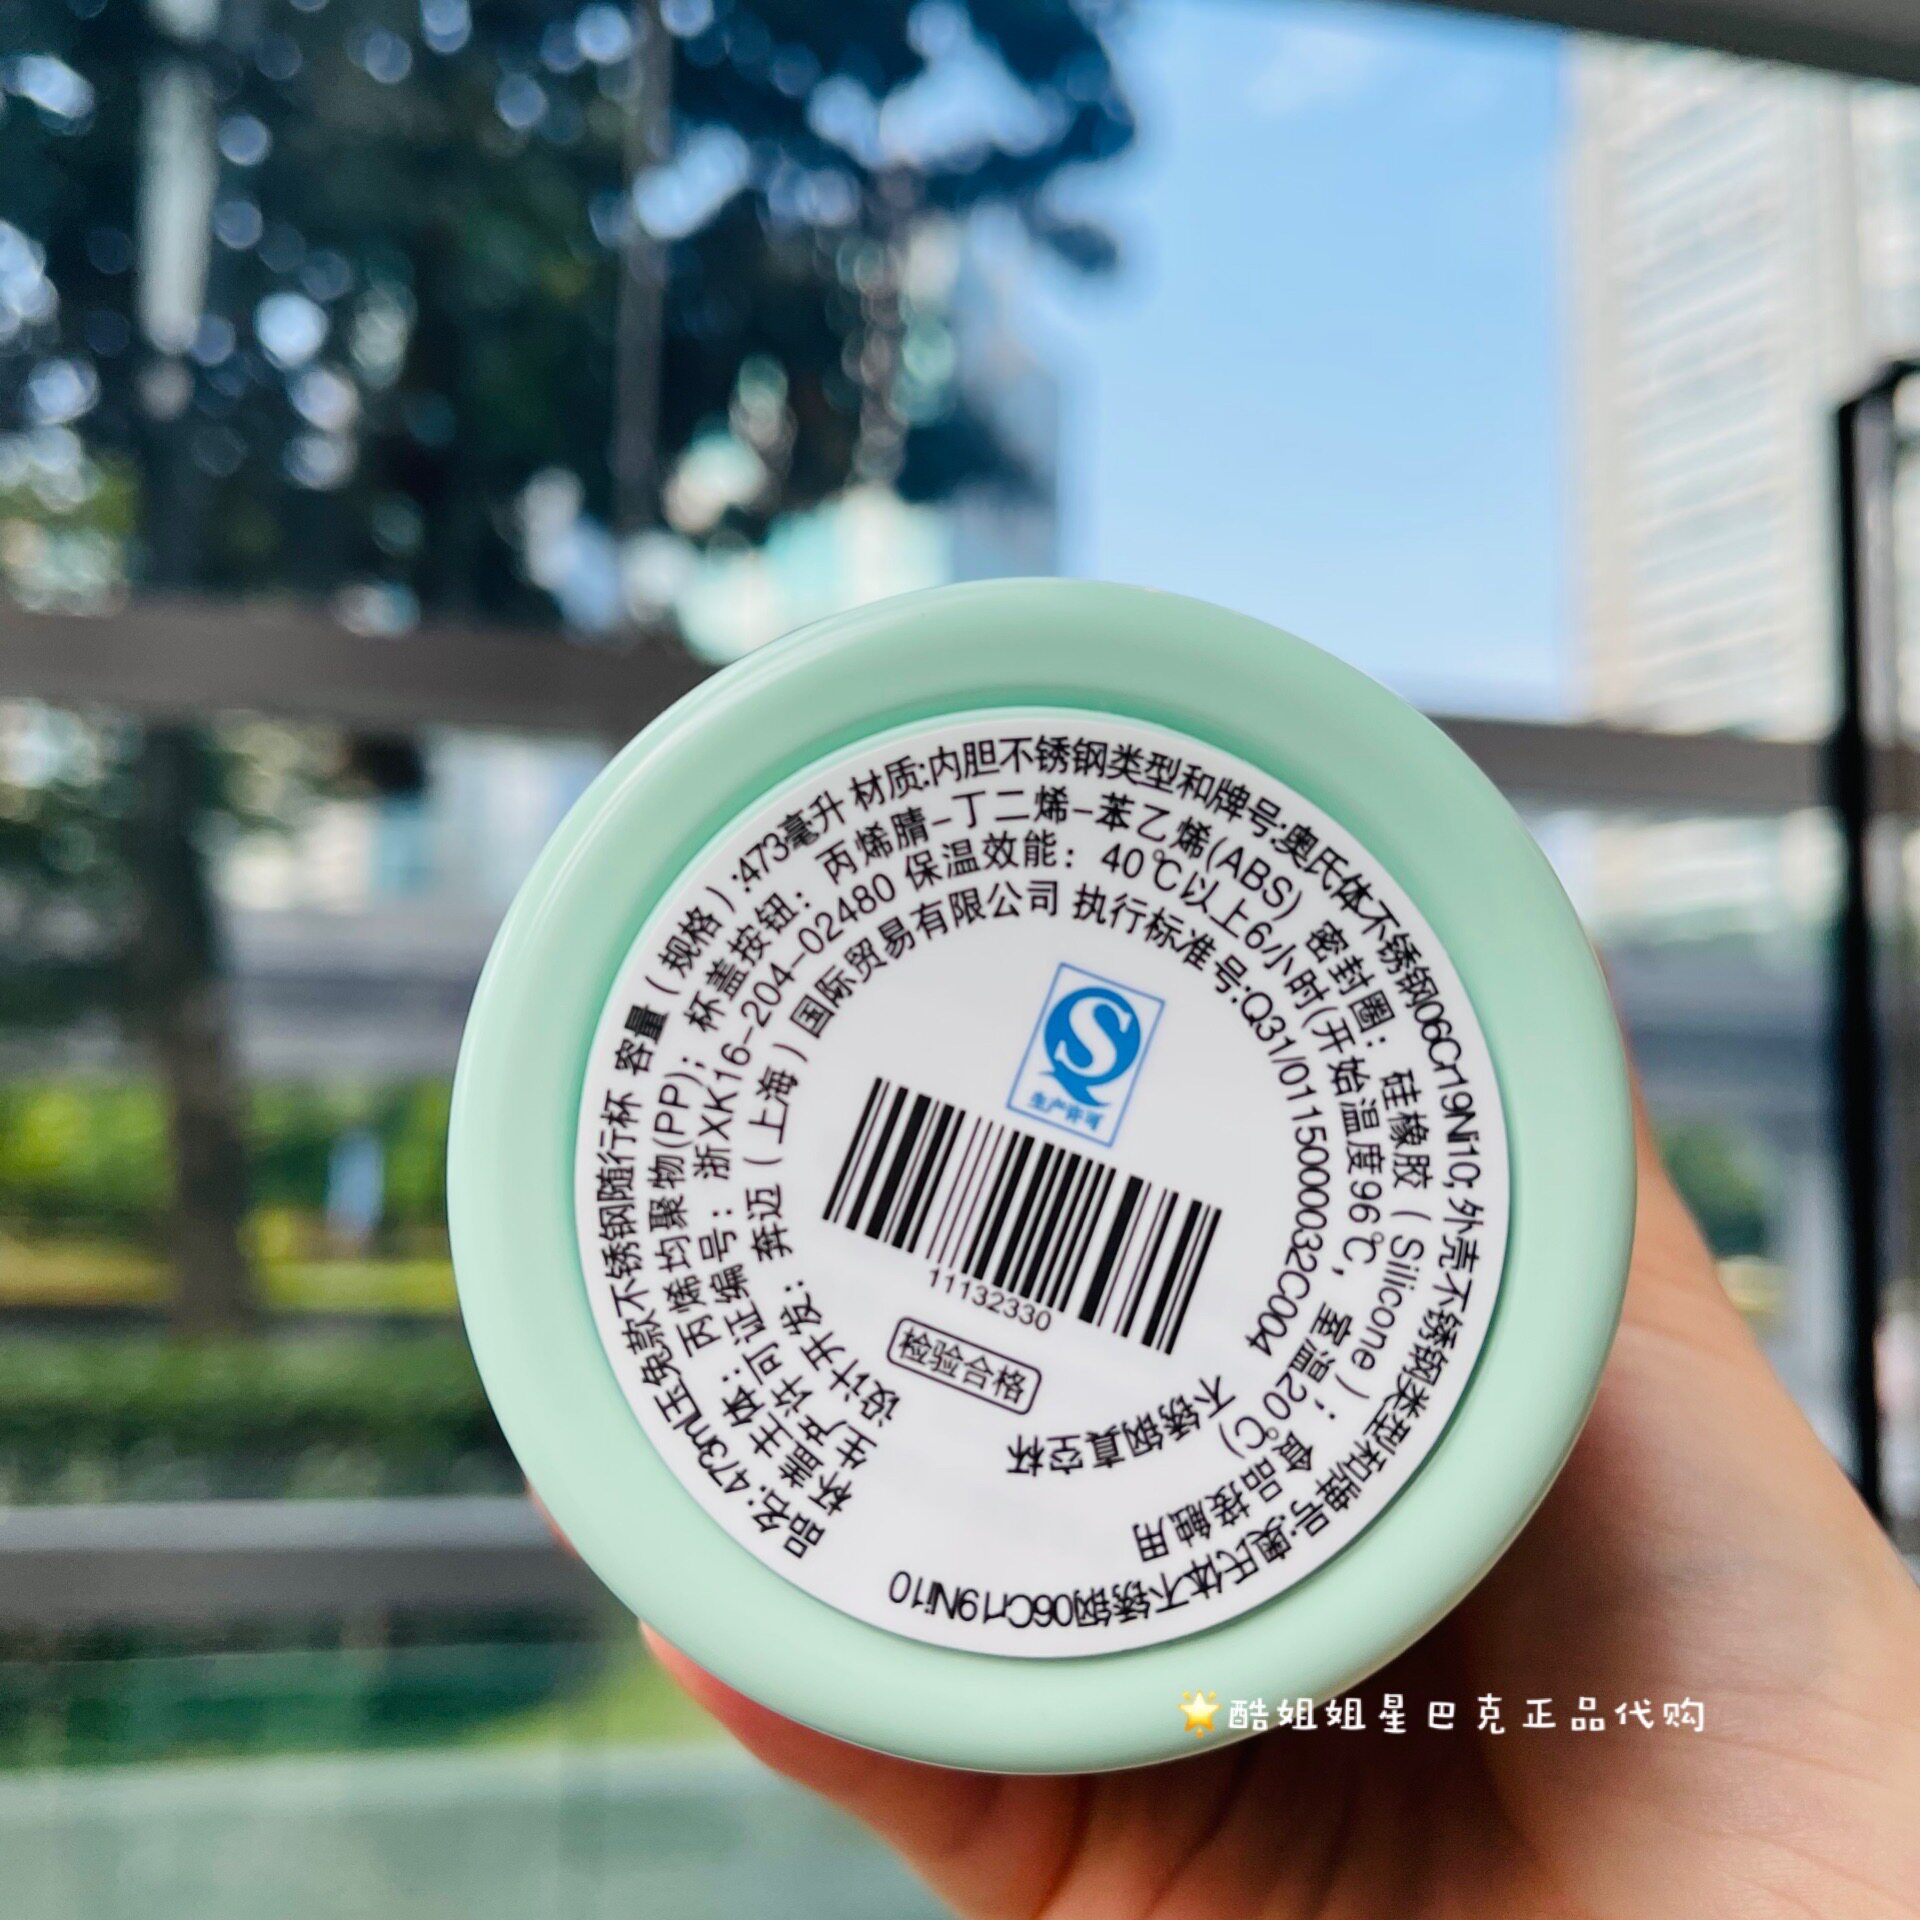 品名:473ml玉兔款不锈钢随行杯 容量(规格):473毫升 材质:内胆不锈钢类型和牌号:奥氏体不锈钢06Cr19Ni10; 外壳不锈钢类型和牌号:奥氏体不锈钢06Cr19Ni10
杯盖主体: 丙烯均聚物(PP); 杯盖按钮: 丙烯腈-丁二烯-苯乙烯(ABS) 密封圈: 硅橡胶(Silicone); 食品接触用
生产许可证编号: 浙XK16-204-02480 保温效能: 40℃以上6小时(开始温度96℃, 室温20℃)
设计开发: 奔迈(上海)国际贸易有限公司 执行标准号:Q31/0115000032C004 不锈钢真空杯
生产许可
11132330
检验合格
酷姐姐星巴克正品代购